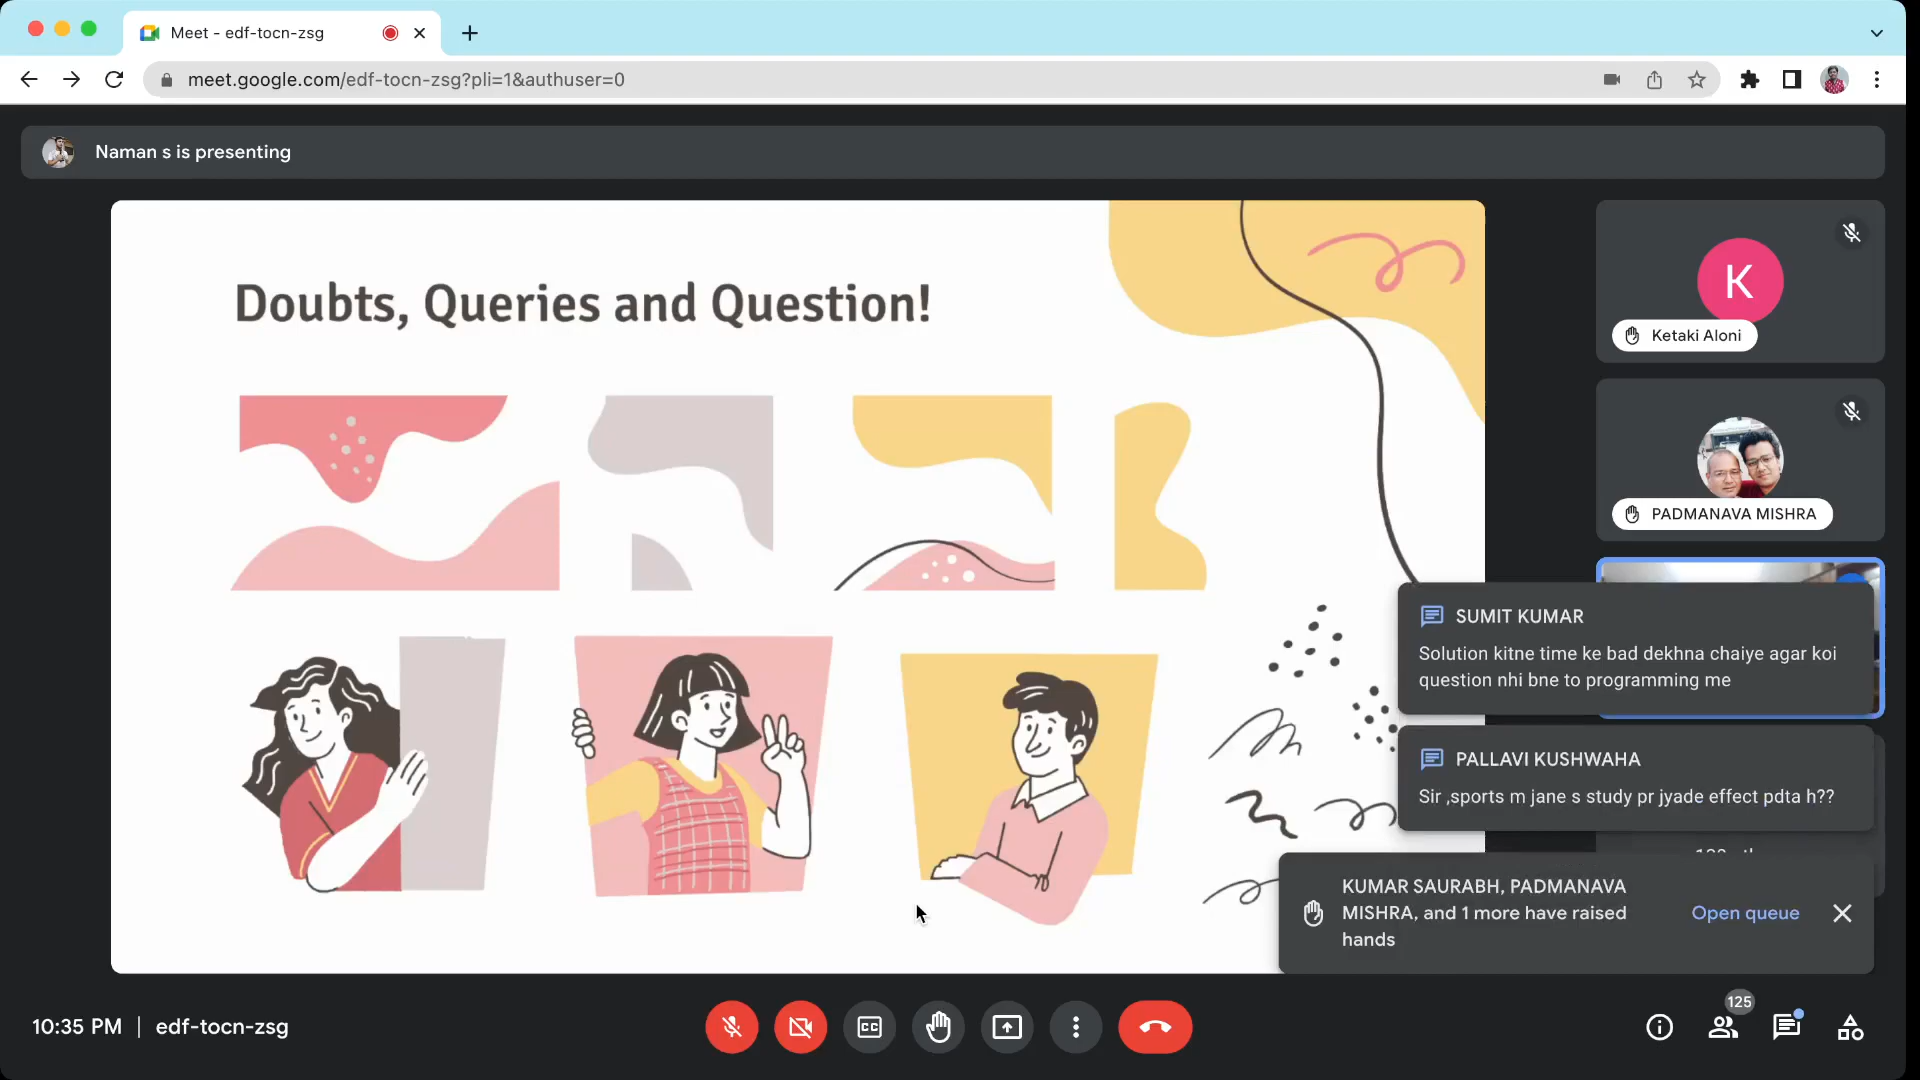 Meet - edf-tocn-zsg
meet.google.com/edf-tocn-zsg?pli=1&authuser=0
Naman s is presenting
Doubts, Queries and Question!
K
Ketaki Aloni
PADMANAVA MISHRA
SUMIT KUMAR
Solution kitne time ke bad dekhna chaiye agar koi
question nhi bne to programming me
PALLAVI KUSHWAHA
Sir ,sports m jane s study pr jyade effect pdta h??
KUMAR SAURABH, PADMANAVA
MISHRA, and 1 more have raised
hands
Open queue
10:35 PM | edf-tocn-zsg
CC
125